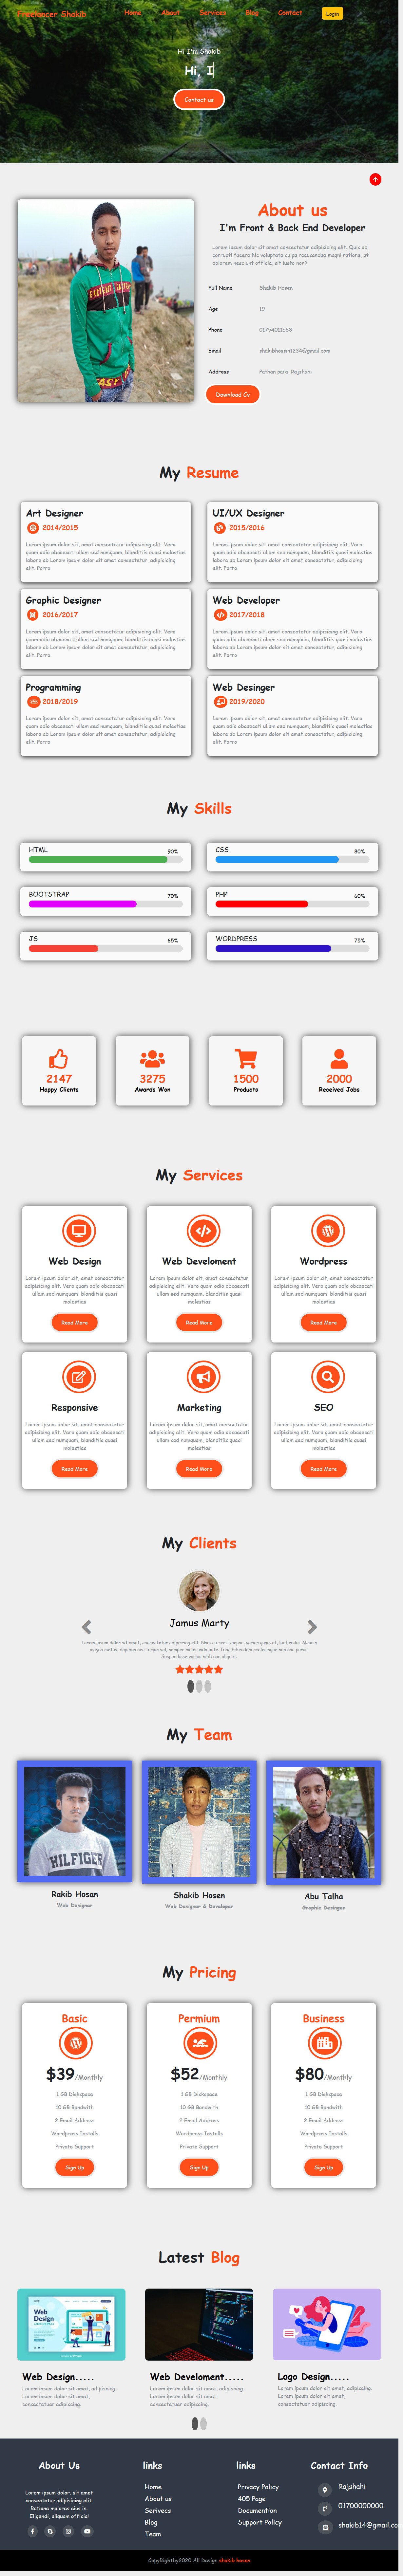 Freelancer Shakib
Home About Services Blog Contact Login
Hi I'm Shakib
Hi, I
Contact us
About us
I'm Front & Back End Developer
Lorem ipsum dolor sit amet consectetur adipisicing elit. Quia ad
corrupti facere hic voluptate culpa recusandae magni ratione, at
dolorem nesciunt officia, sit iusto nam?
Full Name Shakib Hosen
Age 19
Phone 01754011586
Email shakibhossin1234@gmail.com
Address Pathan para, Rajshahi
Download Cv
My Resume
Art Designer
2014/2015
Lorem ipsum dolor sit, amet consectetur adipisicing elit. Vero
quam odio obcaecati ullam sed numquam, blanditiis quasi molestias
labore ab Lorem ipsum dolor sit amet consectetur, adipisicing
elit. Porro
UI/UX Designer
2015/2016
Lorem ipsum dolor sit, amet consectetur adipisicing elit. Vero
quam odio obcaecati ullam sed numquam, blanditiis quasi molestias
labore ab Lorem ipsum dolor sit amet consectetur, adipisicing
elit. Porro
Graphic Designer
2016/2017
Lorem ipsum dolor sit, amet consectetur adipisicing elit. Vero
quam odio obcaecati ullam sed numquam, blanditiis quasi molestias
labore ab Lorem ipsum dolor sit amet consectetur, adipisicing
elit. Porro
Web Developer
2017/2018
Lorem ipsum dolor sit, amet consectetur adipisicing elit. Vero
quam odio obcaecati ullam sed numquam, blanditiis quasi molestias
labore ab Lorem ipsum dolor sit amet consectetur, adipisicing
elit. Porro
Programming
2018/2019
Lorem ipsum dolor sit, amet consectetur adipisicing elit. Vero
quam odio obcaecati ullam sed numquam, blanditiis quasi molestias
labore ab Lorem ipsum dolor sit amet consectetur, adipisicing
elit. Porro
Web Desinger
2019/2020
Lorem ipsum dolor sit, amet consectetur adipisicing elit. Vero
quam odio obcaecati ullam sed numquam, blanditiis quasi molestias
labore ab Lorem ipsum dolor sit amet consectetur, adipisicing
elit. Porro
My Skills
HTML 90%
CSS 80%
BOOTSTRAP 70%
PHP 60%
JS 65%
WORDPRESS 75%
2147
Happy Clients
3275
Awards Won
1500
Products
2000
Received Jobs
My Services
Web Design
Lorem ipsum dolor sit, amet consectetur
adipisicing elit. Vero quam odio obcaecati
ullam sed numquam, blanditiis quasi
molestias
Read More
Web Develoment
Lorem ipsum dolor sit, amet consectetur
adipisicing elit. Vero quam odio obcaecati
ullam sed numquam, blanditiis quasi
molestias
Read More
Wordpress
Lorem ipsum dolor sit, amet consectetur
adipisicing elit. Vero quam odio obcaecati
ullam sed numquam, blanditiis quasi
molestias
Read More
Responsive
Lorem ipsum dolor sit, amet consectetur
adipisicing elit. Vero quam odio obcaecati
ullam sed numquam, blanditiis quasi
molestias
Read More
Marketing
Lorem ipsum dolor sit, amet consectetur
adipisicing elit. Vero quam odio obcaecati
ullam sed numquam, blanditiis quasi
molestias
Read More
SEO
Lorem ipsum dolor sit, amet consectetur
adipisicing elit. Vero quam odio obcaecati
ullam sed numquam, blanditiis quasi
molestias
Read More
My Clients
Jamus Marty
Lorem ipsum dolor sit amet, consectetur adipiscing elit. Nam eu sem tempor, varius quam at, luctus dui. Mauris
magna metus, dapibus nec turpis vel, semper malesuada ante. Idac bibendum scelerisque non non purus.
Suspendisse varius nibh non aliquet.
My Team
HILFIGER
Rakib Hosan
Web Designer
Shakib Hosen
Web Designer & Developer
Abu Talha
Graphic Desinger
My Pricing
Basic
$39/Monthly
1 GB Diskspace
10 GB Bandwith
2 Email Address
Wordpress Installe
Private Support
Sign Up
Permium
$52/Monthly
1 GB Diskspace
10 GB Bandwith
2 Email Address
Wordpress Installe
Private Support
Sign Up
Business
$80/Monthly
1 GB Diskspace
10 GB Bandwith
2 Email Address
Wordpress Installe
Private Support
Sign Up
Latest Blog
Web
Design
Web Design.....
Lorem ipsum dolor sit amet, adipisicing.
Lorem ipsum dolor sit amet.
consectetuer adipiscing.
Web Develoment.....
Lorem ipsum dolor sit amet, adipisicing.
Lorem ipsum dolor sit amet.
consectetuer adipiscing.
Logo Design.....
Lorem ipsum dolor sit amet, adipisicing.
Lorem ipsum dolor sit amet.
consectetuer adipiscing.
About Us
Lorem ipsum dolor, sit amet
consectetur adipisicing elit.
Ratione maiores eius in.
Eligendi, aliquam officia!
links
Home
About us
Serivecs
Blog
Team
links
Privacy Policy
405 Page
Documention
Support Policy
Contact Info
Rajshahi
01700000000
shakib14@gmail.co
CopyRightby2020 All Design shakib hosan